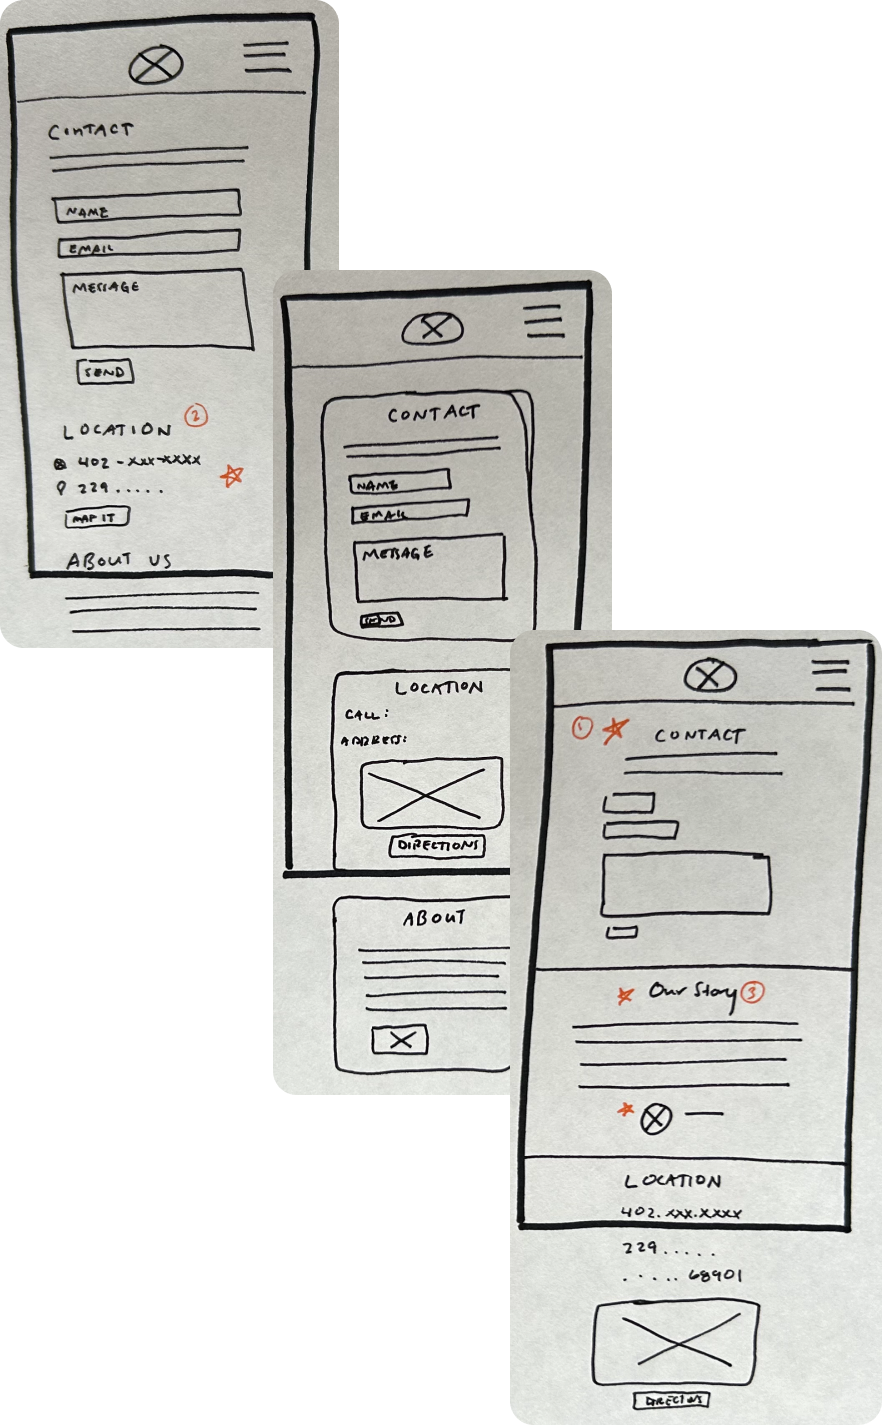 CONTACT
NAME
EMAIL
MESSAGE
SEND
LOCATION 2
402-xxx-xxxx
229.....
MAP IT
ABOUT US
CONTACT
NAME
EMAIL
MESSAGE
SEND
LOCATION
CALL:
ADDRESS:
DIRECTIONS
ABOUT
1 CONTACT
Our Story 3
LOCATION
402.xxx.xxxx
229.....
..... 68901
DIRECTIONS